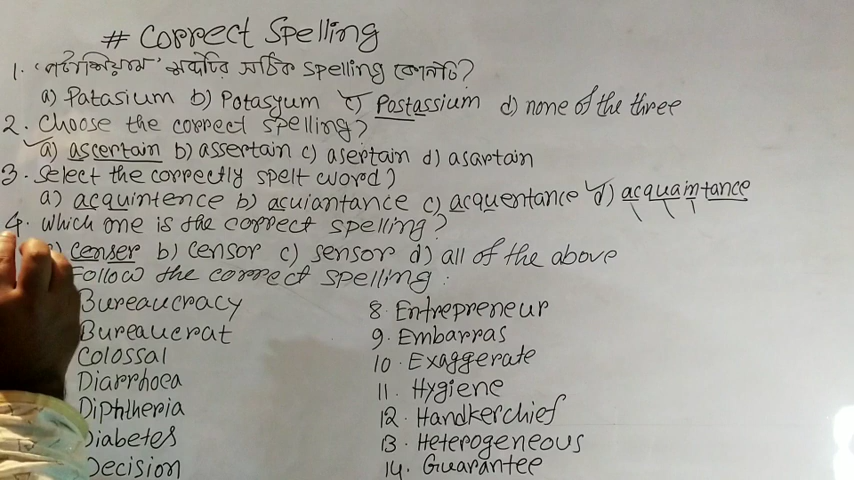 # Correct Spelling
1. 'পটাশিয়াম' শব্দটির সঠিক spelling কোনটি?
a) Patasium b) Potasyum c) Postassium d) none of the three
2. Choose the correct spelling?
a) ascertain b) assertain c) asertain d) asartain
3. Select the correctly spelt word?
a) acquintence b) acuiantance c) acquentance d) acquaintance
4. Which one is the correct spelling?
censer b) censor c) sensor d) all of the above
Follow the correct spelling :
Bureaucracy 8. Entrepreneur
Bureaucrat 9. Embarras
Colossal 10. Exaggerate
Diarrhoea 11. Hygiene
Diphtheria 12. Handkerchief
Diabetes 13. Heterogeneous
Decision 14. Guarantee